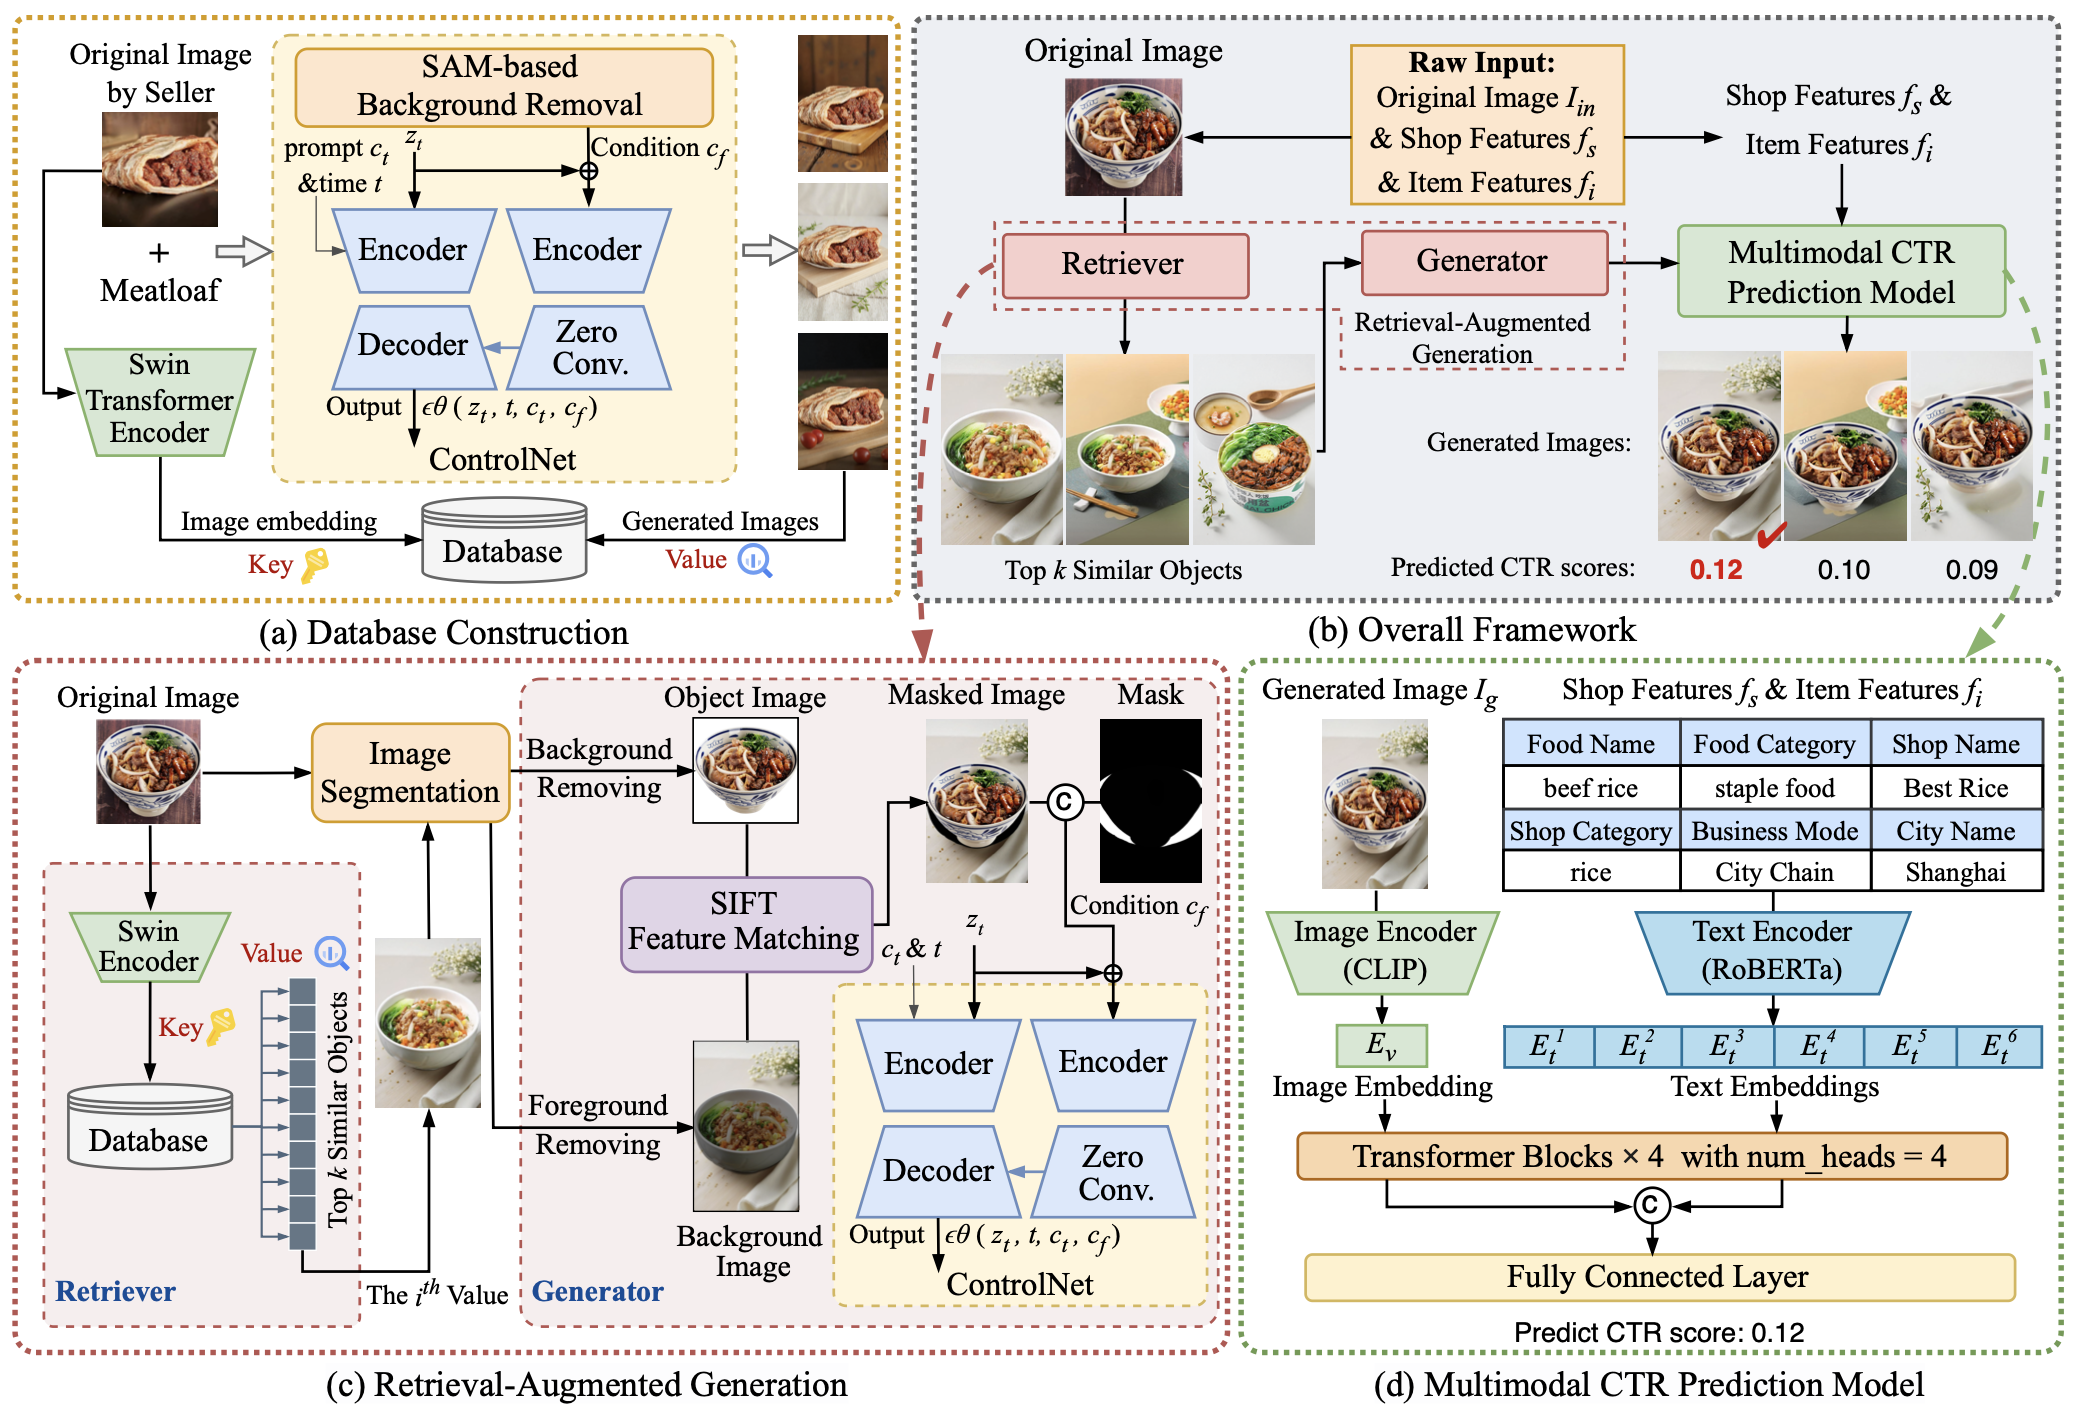 Original Image
by Seller
+
Meatloaf
SAM-based
Background Removal
z_t
prompt c_t
&time t
Condition c_f
Encoder
Encoder
Decoder
Zero
Conv.
Output
ϵθ ( z_t , t, c_t , c_f )
ControlNet
Swin
Transformer
Encoder
Image embedding
Key
Database
Generated Images
Value
(a) Database Construction
Original Image
Raw Input:
Original Image I_in
& Shop Features f_s
& Item Features f_i
Shop Features f_s &
Item Features f_i
Retriever
Generator
Multimodal CTR
Prediction Model
Retrieval-Augmented
Generation
Generated Images:
Top k Similar Objects
Predicted CTR scores:
0.12
0.10
0.09
(b) Overall Framework
Original Image
Image
Segmentation
Background
Removing
Object Image
Masked Image
Mask
C
SIFT
Feature Matching
Condition c_f
z_t
c_t & t
Swin
Encoder
Value
Key
Database
Top k Similar Objects
Foreground
Removing
Background
Image
Encoder
Encoder
Decoder
Zero
Conv.
Output
ϵθ ( z_t , t, c_t , c_f )
ControlNet
Retriever
The i^th Value
Generator
(c) Retrieval-Augmented Generation
Generated Image I_g
Shop Features f_s & Item Features f_i
Food Name
Food Category
Shop Name
beef rice
staple food
Best Rice
Shop Category
Business Mode
City Name
rice
City Chain
Shanghai
Image Encoder
(CLIP)
Text Encoder
(RoBERTa)
E_v
E_t^1
E_t^2
E_t^3
E_t^4
E_t^5
E_t^6
Image Embedding
Text Embeddings
Transformer Blocks × 4 with num_heads = 4
C
Fully Connected Layer
Predict CTR score: 0.12
(d) Multimodal CTR Prediction Model